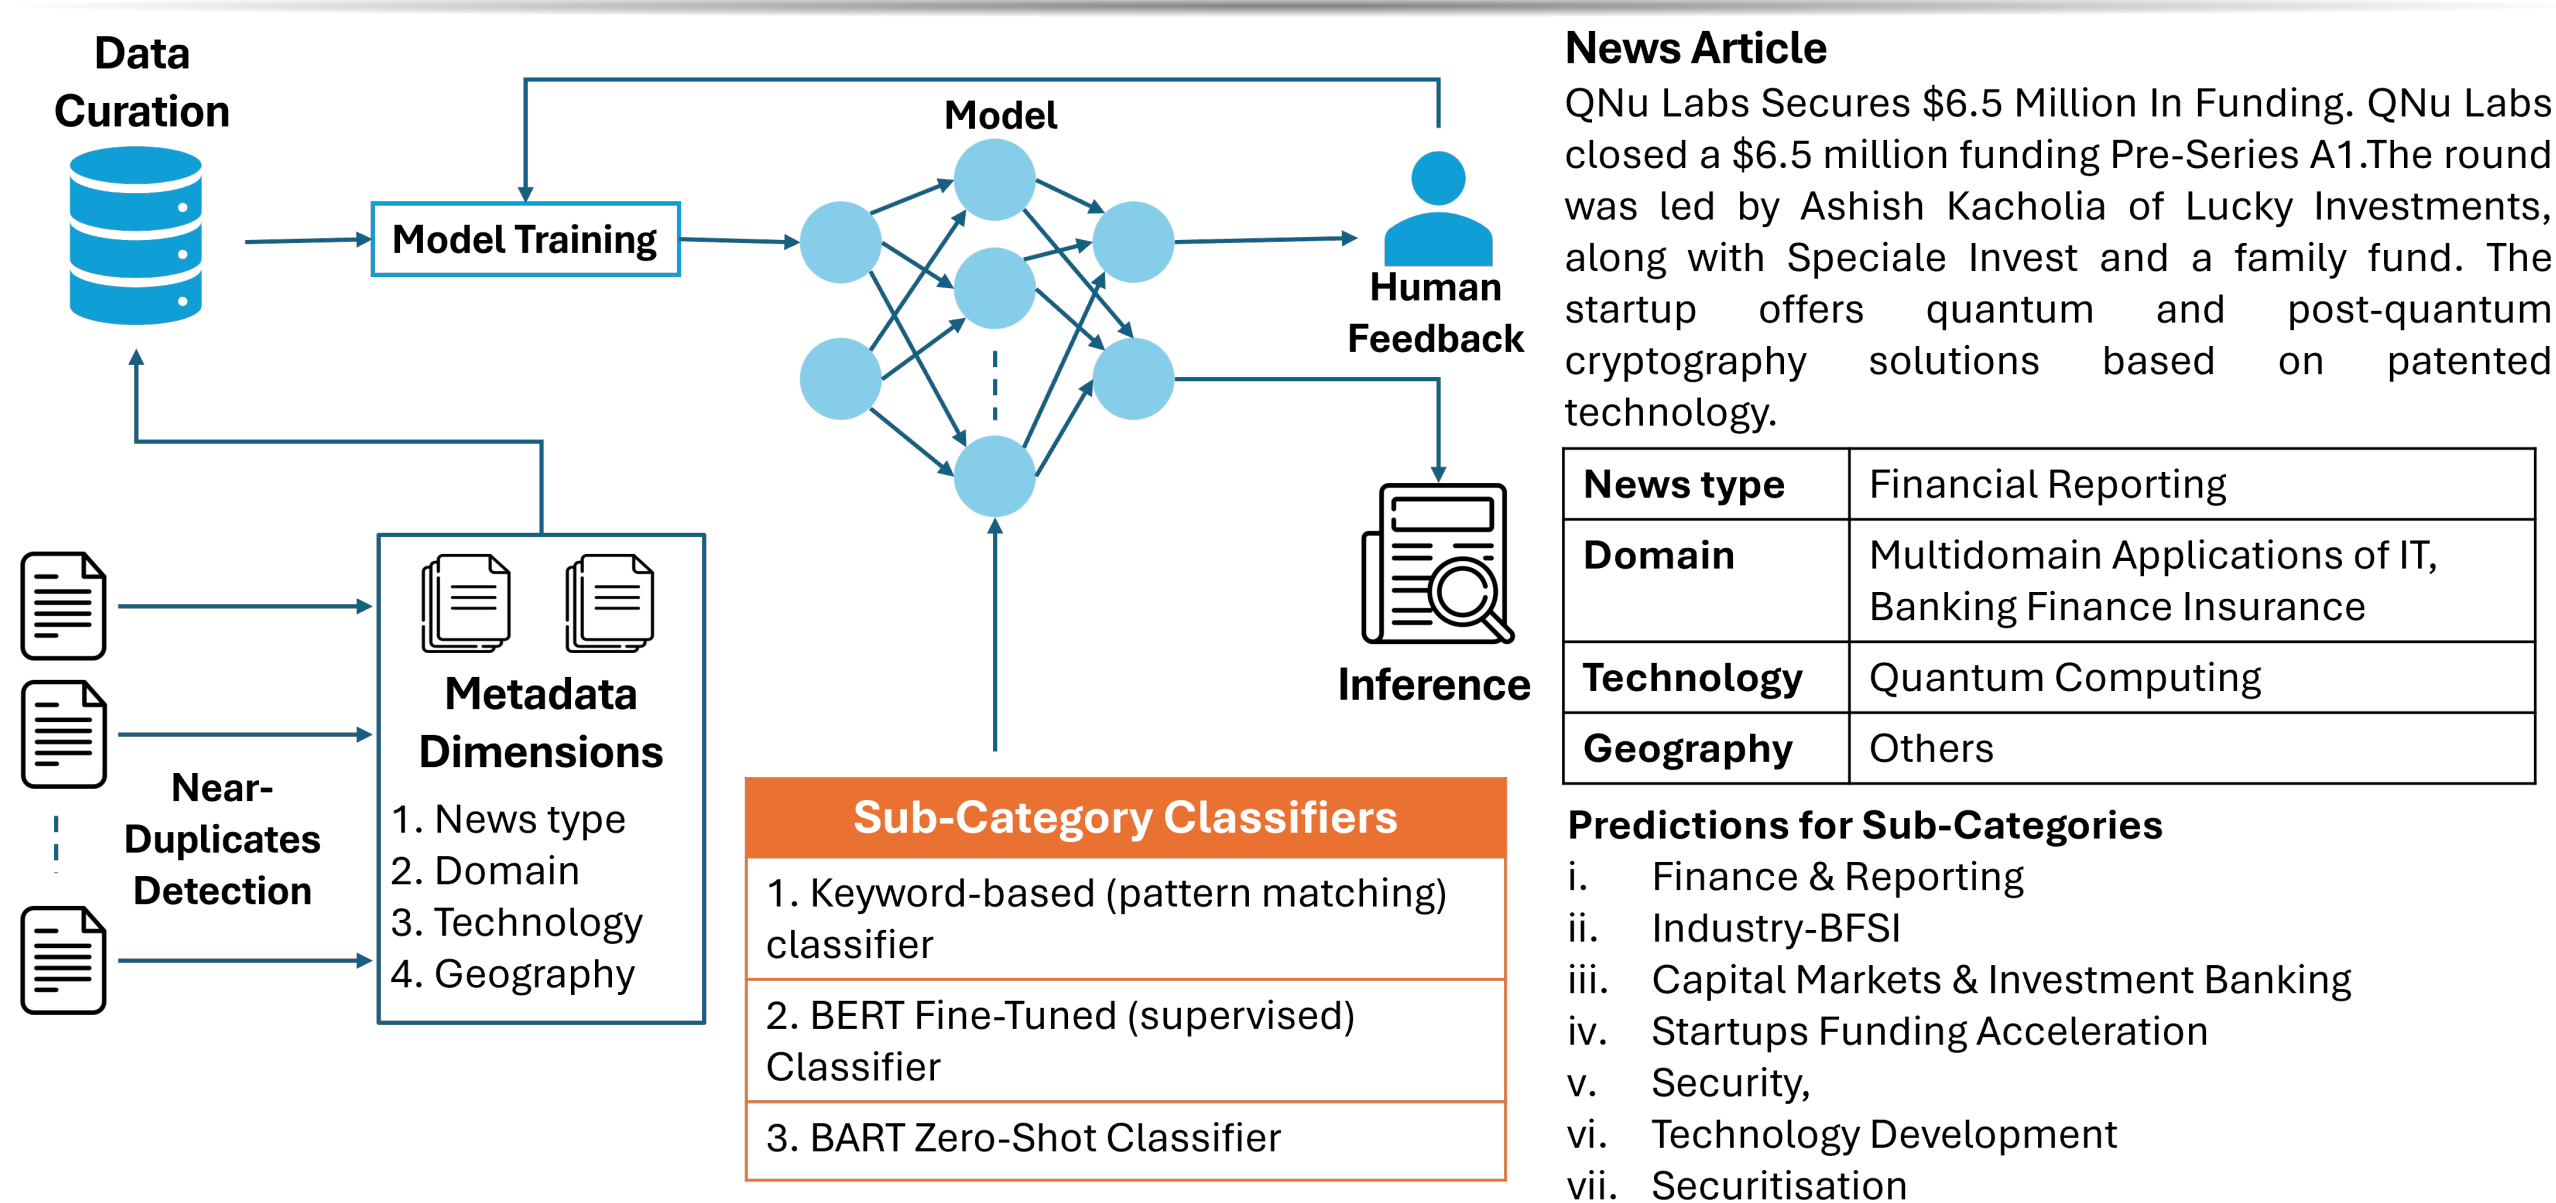 Data
Curation
Model Training
Model
Human
Feedback
Inference
Near-
Duplicates
Detection
Metadata
Dimensions
1. News type
2. Domain
3. Technology
4. Geography
Sub-Category Classifiers
1. Keyword-based (pattern matching)
classifier
2. BERT Fine-Tuned (supervised)
Classifier
3. BART Zero-Shot Classifier
News Article
QNu Labs Secures $6.5 Million In Funding. QNu Labs
closed a $6.5 million funding Pre-Series A1.The round
was led by Ashish Kacholia of Lucky Investments,
along with Speciale Invest and a family fund. The
startup offers quantum and post-quantum
cryptography solutions based on patented
technology.
News type Financial Reporting
Domain Multidomain Applications of IT,
Banking Finance Insurance
Technology Quantum Computing
Geography Others
Predictions for Sub-Categories
i. Finance & Reporting
ii. Industry-BFSI
iii. Capital Markets & Investment Banking
iv. Startups Funding Acceleration
v. Security,
vi. Technology Development
vii. Securitisation